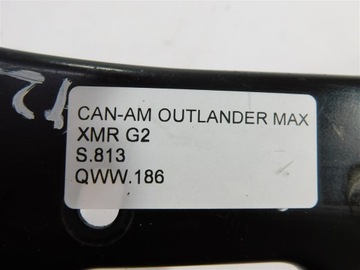 CAN-AM OUTLANDER MAX
XMR G2
S.813
QWW.186